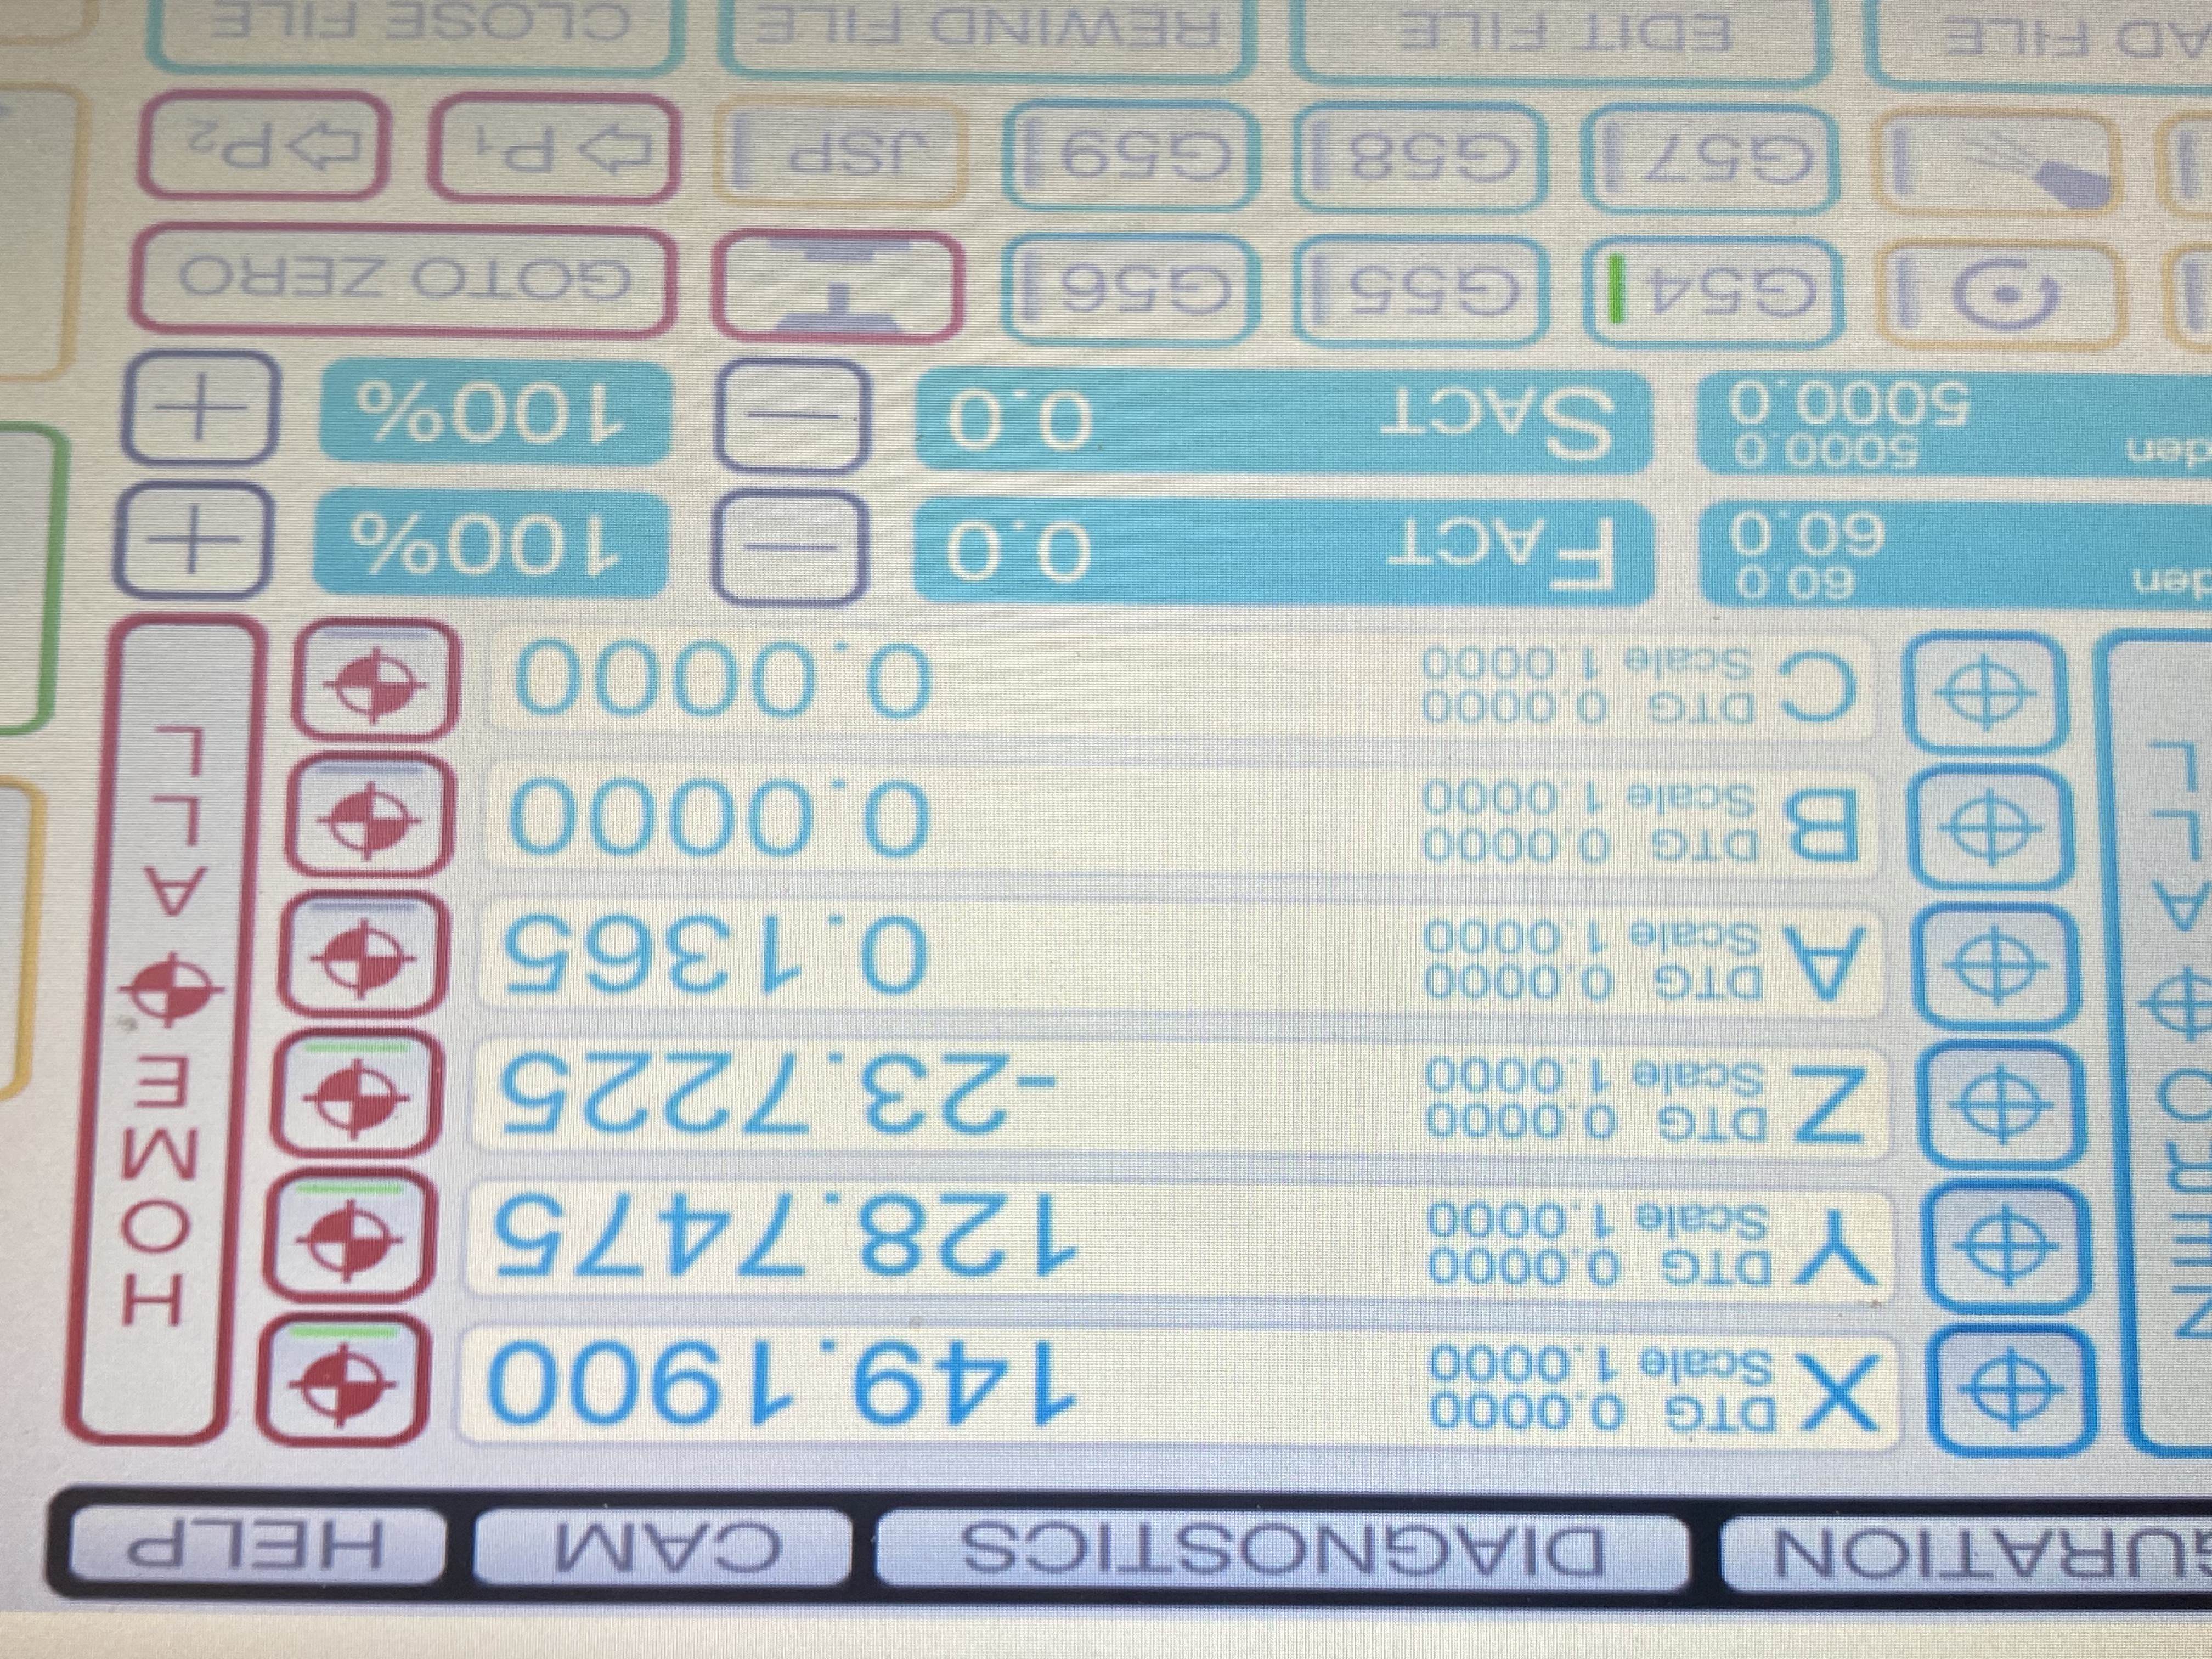 GURATION DIAGNOSTICS CAM HELP
ZERO ALL
X DTG 0.0000 149.1900
Scale 1.0000
Y DTG 0.0000 128.7475
Scale 1.0000
Z DTG 0.0000 -23.7225
Scale 1.0000
A DTG 0.0000 0.1365
Scale 1.0000
B DTG 0.0000 0.0000
Scale 1.0000
C DTG 0.0000 0.0000
Scale 1.0000
HOME ALL
den 60.0
60.0
FACT 0.0 100%
den 5000.0
5000.0
SACT 0.0 100%
G54 G55 G56 GOTO ZERO
G57 G58 G59 JSP P1 P2
AD FILE EDIT FILE REWIND FILE CLOSE FILE